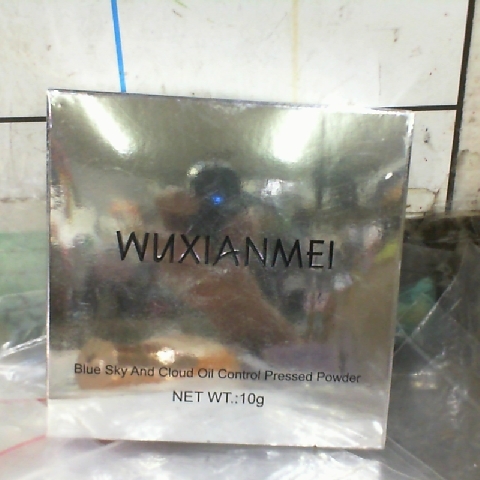 WUXIANMEI
Blue Sky And Cloud Oil Control Pressed Powder
NET WT.:10g